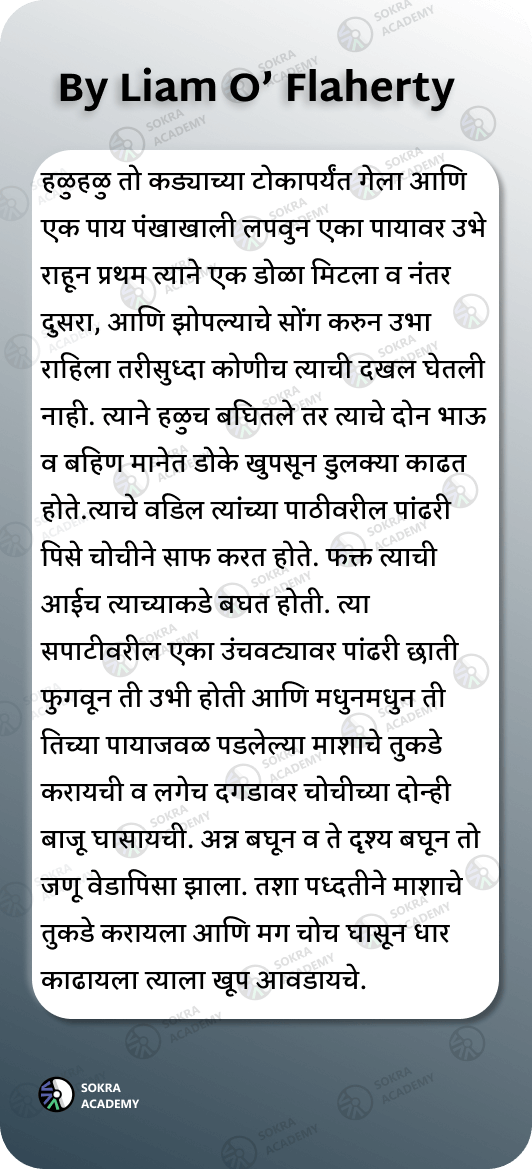 By Liam O’ Flaherty
हळुहळु तो कड्याच्या टोकापर्यंत गेला आणि
एक पाय पंखाखाली लपवुन एका पायावर उभे
राहून प्रथम त्याने एक डोळा मिटला व नंतर
दुसरा, आणि झोपल्याचे सोंग करुन उभा
राहिला तरीसुध्दा कोणीच त्याची दखल घेतली
नाही. त्याने हळुच बघितले तर त्याचे दोन भाऊ
व बहिण मानेत डोके खुपसून डुलक्या काढत
होते.त्याचे वडिल त्यांच्या पाठीवरील पांढरी
पिसे चोचीने साफ करत होते. फक्त त्याची
आईच त्याच्याकडे बघत होती. त्या
सपाटीवरील एका उंचवट्यावर पांढरी छाती
फुगवून ती उभी होती आणि मधुनमधुन ती
तिच्या पायाजवळ पडलेल्या माशाचे तुकडे
करायची व लगेच दगडावर चोचीच्या दोन्ही
बाजू घासायची. अन्न बघून व ते दृश्य बघून तो
जणू वेडापिसा झाला. तशा पध्दतीने माशाचे
तुकडे करायला आणि मग चोच घासून धार
काढायला त्याला खूप आवडायचे.
SOKRA
ACADEMY